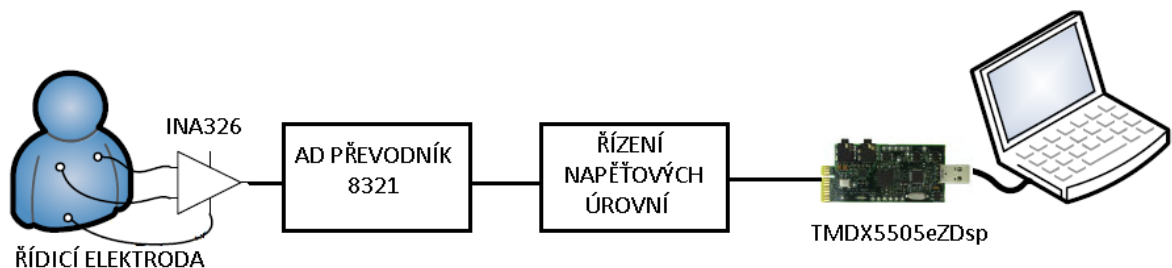 INA326
AD PŘEVODNÍK
8321
ŘÍZENÍ
NAPĚŤOVÝCH
ÚROVNÍ
TMDX5505eZDsp
ŘÍDICÍ ELEKTRODA